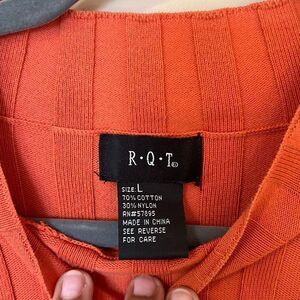 R•Q•T
SIZE: L
70% COTTON
30% NYLON
RN#57695
MADE IN CHINA
SEE REVERSE
FOR CARE